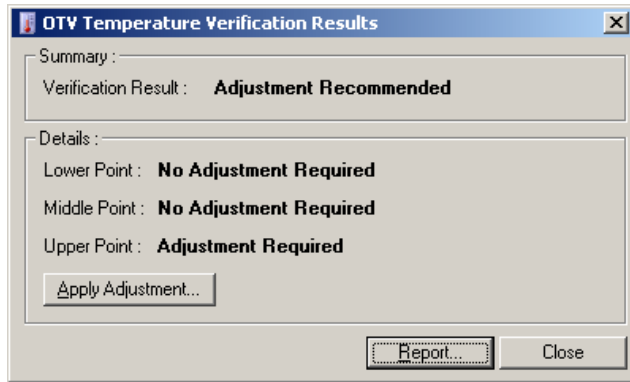 OTV Temperature Verification Results
Summary :
Verification Result : Adjustment Recommended
Details :
Lower Point : No Adjustment Required
Middle Point : No Adjustment Required
Upper Point : Adjustment Required
Apply Adjustment...
Report... Close